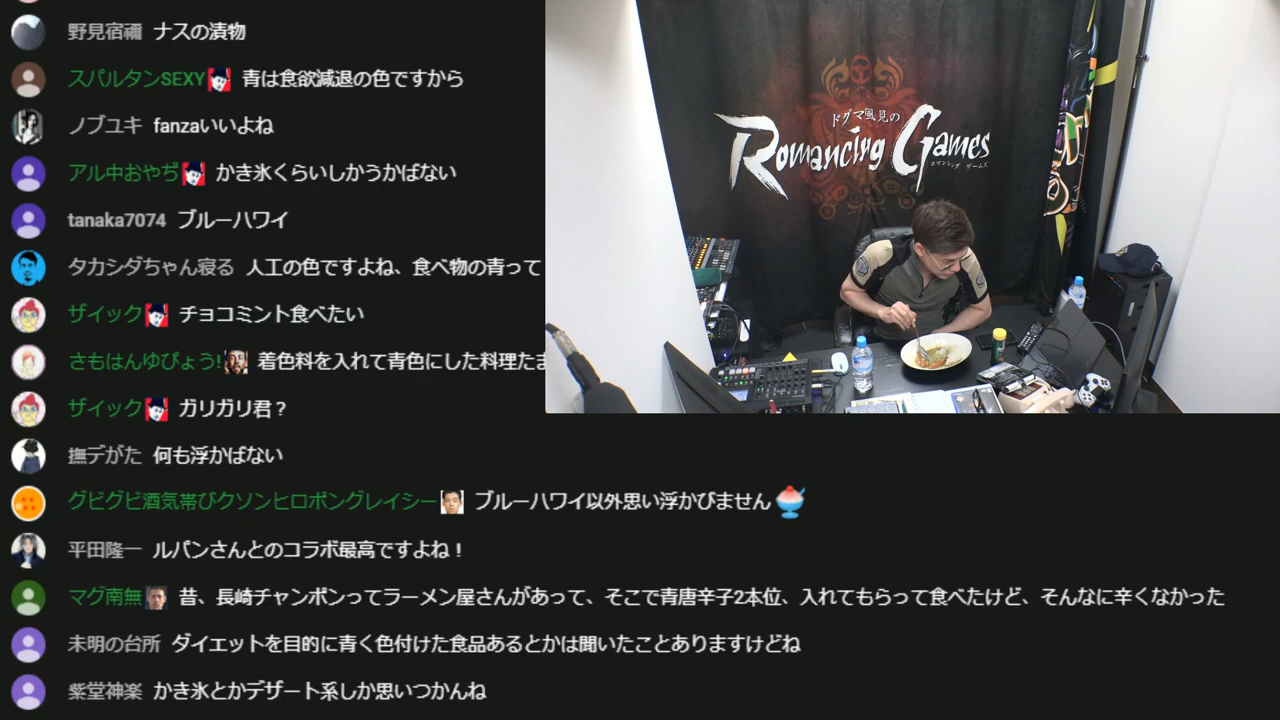 野見宿禰 ナスの漬物
スパルタンSEXY 青は食欲減退の色ですから
ノブユキ fanzaいいよね
アル中おやぢ かき氷くらいしかうかばない
tanaka7074 ブルーハワイ
タカシダちゃん寝る 人工の色ですよね、食べ物の青って
ザイック チョコミント食べたい
さもはんゆぴょう! 着色料を入れて青色にした料理たま
ザイック ガリガリ君？
撫デがた 何も浮かばない
グビグビ酒気帯びクソンヒロポングレイシー ブルーハワイ以外思い浮かびません
平田隆一 ルパンさんとのコラボ最高ですよね！
マグ南無 昔、長崎チャンポンってラーメン屋さんがあって、そこで青唐辛子2本位、入れてもらって食べたけど、そんなに辛くなかった
未明の台所 ダイエットを目的に青く色付けた食品あるとかは聞いたことありますけどね
紫堂神楽 かき氷とかデザート系しか思いつかんね
ドグマ風見の
Romancing Games
ロマンシング ゲームズ